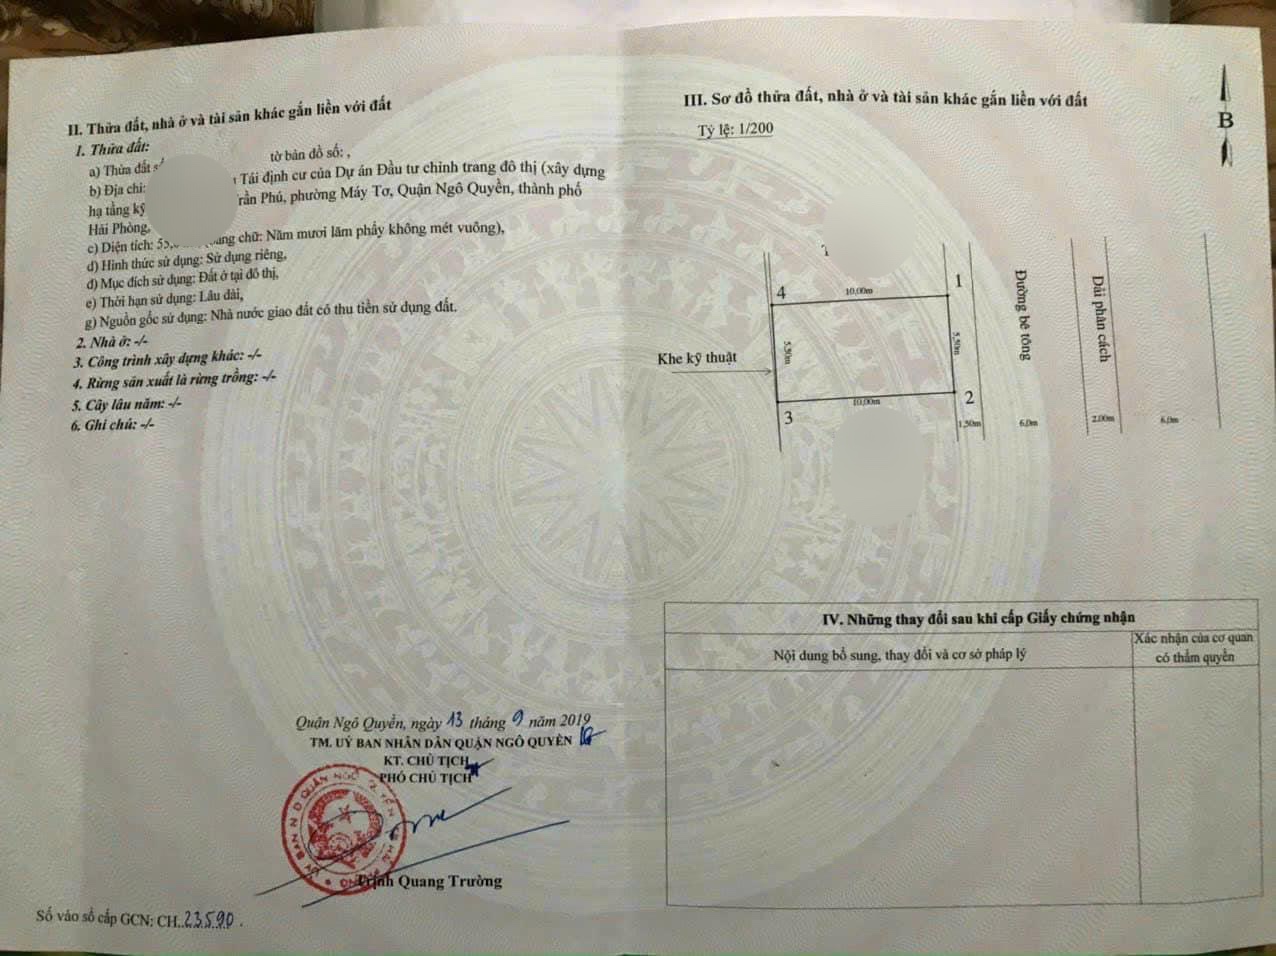 II. Thửa đất, nhà ở và tài sản khác gắn liền với đất
1. Thửa đất:
a) Thửa đất số tờ bản đồ số: ,
b) Địa chỉ: Tái định cư của Dự án Đầu tư chỉnh trang đô thị (xây dựng
hạ tầng kỹ rần Phú, phường Máy Tơ, Quận Ngô Quyền, thành phố
Hải Phòng,
c) Diện tích: 55, chữ: Năm mươi lăm phẩy không mét vuông),
d) Hình thức sử dụng: Sử dụng riêng,
đ) Mục đích sử dụng: Đất ở tại đô thị,
e) Thời hạn sử dụng: Lâu dài,
g) Nguồn gốc sử dụng: Nhà nước giao đất có thu tiền sử dụng đất.
2. Nhà ở: -/-
3. Công trình xây dựng khác: -/-
4. Rừng sản xuất là rừng trồng: -/-
5. Cây lâu năm: -/-
6. Ghi chú: -/-
Quận Ngô Quyền, ngày 13 tháng 9 năm 2019
TM. UỶ BAN NHÂN DÂN QUẬN NGÔ QUYỀN
KT. CHỦ TỊCH
PHÓ CHỦ TỊCH
Trịnh Quang Trường
Số vào sổ cấp GCN: CH..23590.
III. Sơ đồ thửa đất, nhà ở và tài sản khác gắn liền với đất
Tỷ lệ: 1/200
B
4
10,00m
1
5,50m
5,50m
Khe kỹ thuật
3
10,00m
2
1,50m
Đường bê tông
6,0m
Dải phân cách
2,00m
6,0m
IV. Những thay đổi sau khi cấp Giấy chứng nhận
Nội dung bổ sung, thay đổi và cơ sở pháp lý
Xác nhận của cơ quan
có thẩm quyền